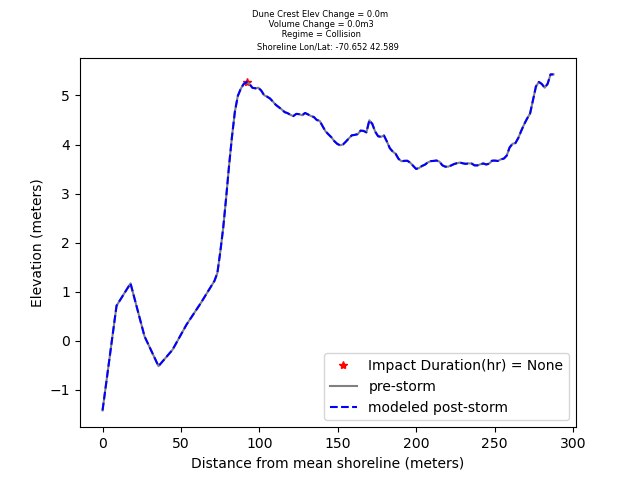 Dune Crest Elev Change = 0.0m
Volume Change = 0.0m3
Regime = Collision
Shoreline Lon/Lat: -70.652 42.589
5
4
3
2
1
0
−1
Elevation (meters)
Impact Duration(hr) = None
pre-storm
modeled post-storm
0 50 100 150 200 250 300
Distance from mean shoreline (meters)